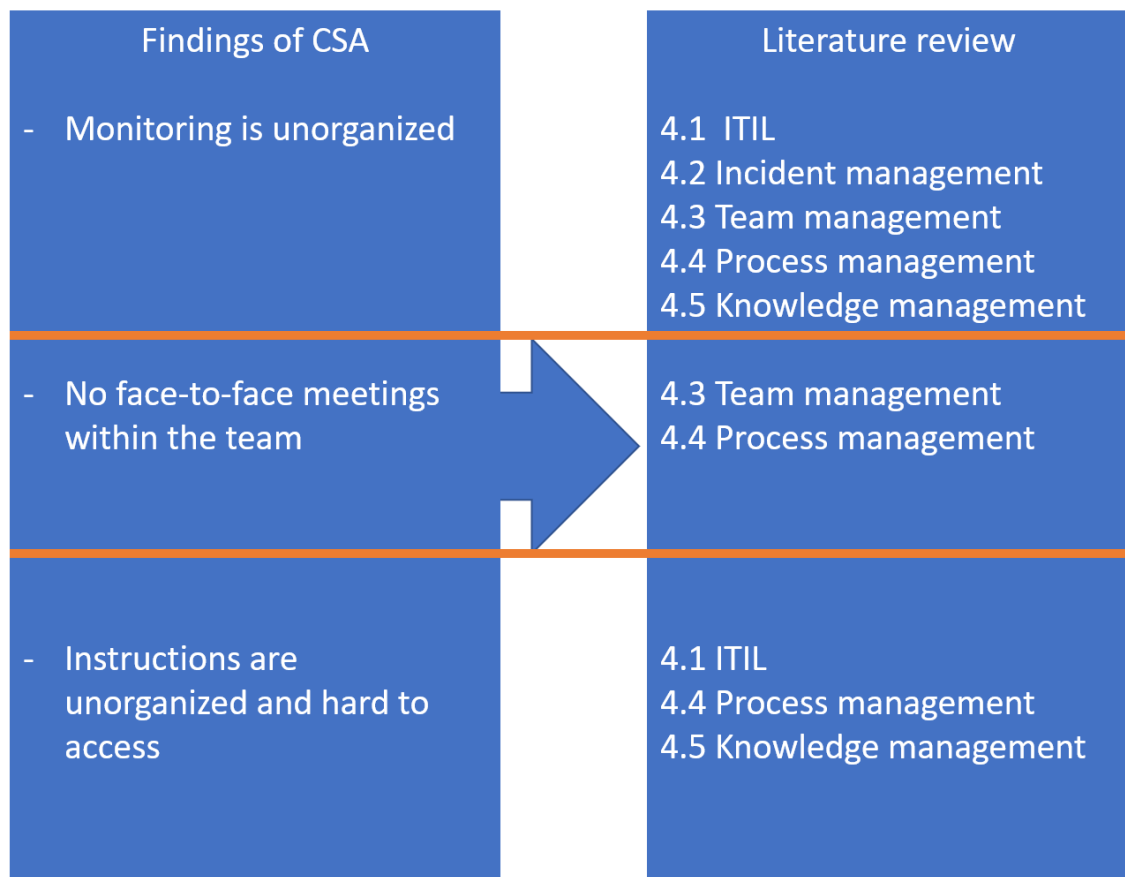 Findings of CSA
- Monitoring is unorganized
- No face-to-face meetings
within the team
- Instructions are
unorganized and hard to
access
Literature review
4.1 ITIL
4.2 Incident management
4.3 Team management
4.4 Process management
4.5 Knowledge management
4.3 Team management
4.4 Process management
4.1 ITIL
4.4 Process management
4.5 Knowledge management